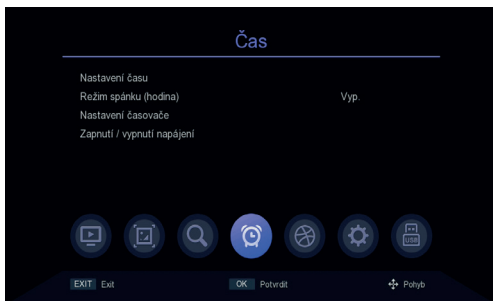 Čas
Nastavení času
Režim spánku (hodina) Vyp.
Nastavení časovače
Zapnutí / vypnutí napájení
USB
EXIT Exit OK Potvrdit Pohyb